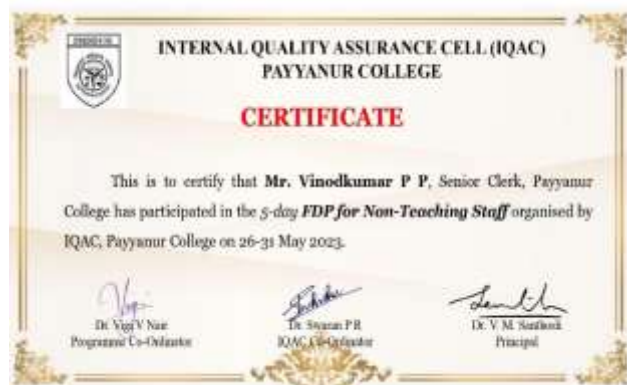 INTERNAL QUALITY ASSURANCE CELL (IQAC)
PAYYANUR COLLEGE
CERTIFICATE
This is to certify that Mr. Vinodkumar P P, Senior Clerk, Payyanur
College has participated in the 5-day FDP for Non-Teaching Staff organised by
IQAC, Payyanur College on 26-31 May 2023.
Dr. Vigi V Nair
Programme Co-Ordinator
Dr. Swaran P R
IQAC Co-Ordinator
Dr. V. M. Santhosh
Principal